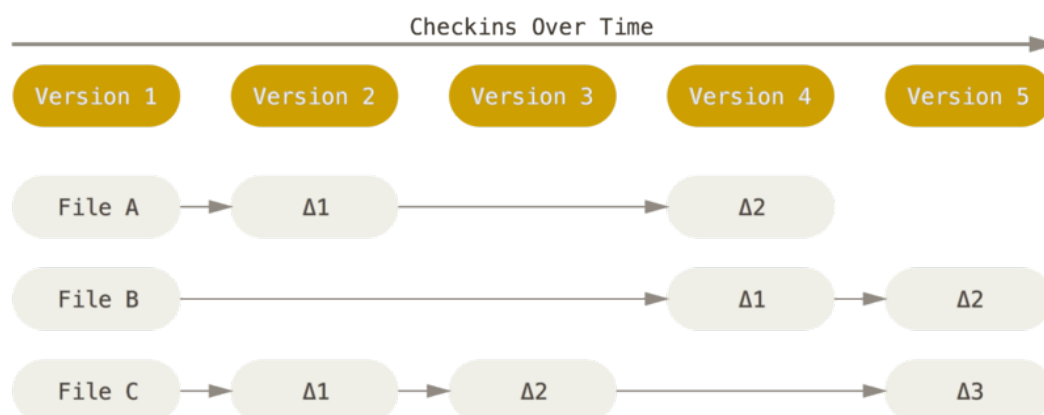 Checkins Over Time
Version 1 Version 2 Version 3 Version 4 Version 5
File A Δ1 Δ2
File B Δ1 Δ2
File C Δ1 Δ2 Δ3